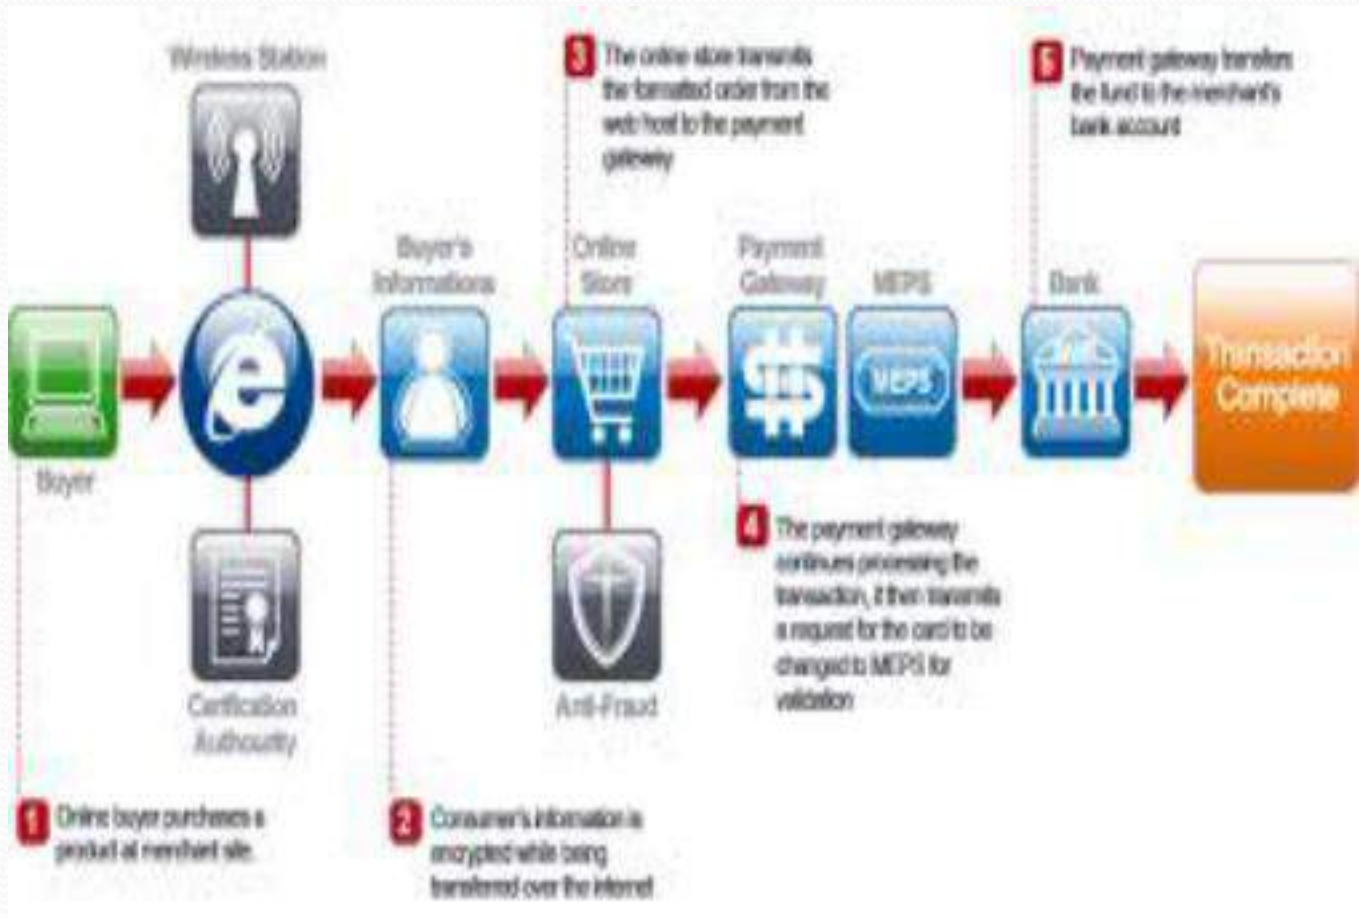 Wireless Station
3 The online store transmits
the formatted order from the
web host to the payment
gateway
5 Payment gateway transfers
the fund to the merchant's
bank account
Buyer's
Informations
Online
Store
Payment
Gateway
MEPS
Bank
MEPS
Transaction
Complete
Buyer
4 The payment gateway
continues processing the
transaction, it then transmits
a request for the card to be
changed to MEPS for
validation
Cerification
Authourity
Anti-Fraud
1 Online buyer purchases a
product at merchant site.
2 Consumer's information is
encrypted while being
transferred over the internet